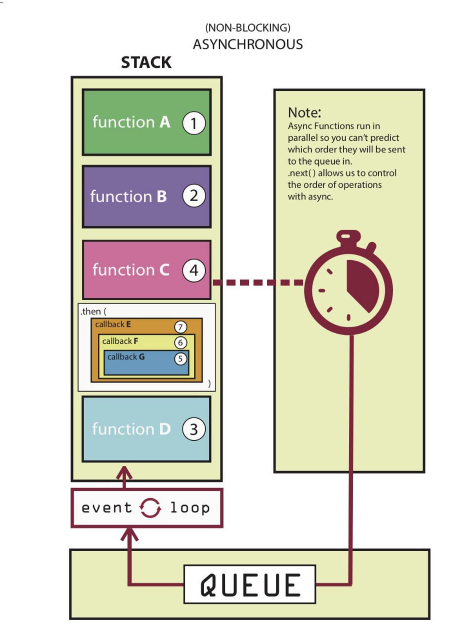 (NON-BLOCKING)
ASYNCHRONOUS
STACK
function A 1
function B 2
function C 4
.then (
callback E 7
callback F 6
callback G 5
)
function D 3
Note:
Async Functions run in
parallel so you can't predict
which order they will be sent
to the queue in.
.next( ) allows us to control
the order of operations
with async.
event loop
QUEUE